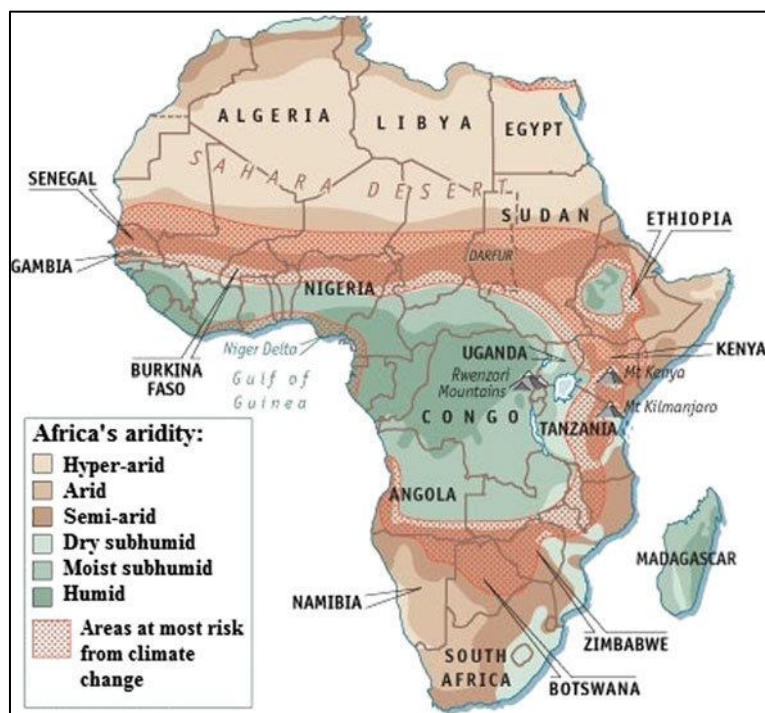 ALGERIA
LIBYA
EGYPT
SAHARA DESERT
SENEGAL
SUDAN
ETHIOPIA
DARFUR
GAMBIA
NIGERIA
KENYA
UGANDA
Niger Delta
BURKINA
FASO
Rwenzori
Mountains
Mt Kenya
Gulf of
Guinea
CONGO
Mt Kilmanjaro
TANZANIA
Africa's aridity:
Hyper-arid
Arid
Semi-arid
Dry subhumid
Moist subhumid
Humid
Areas at most risk
from climate
change
ANGOLA
MADAGASCAR
NAMIBIA
ZIMBABWE
SOUTH
AFRICA
BOTSWANA